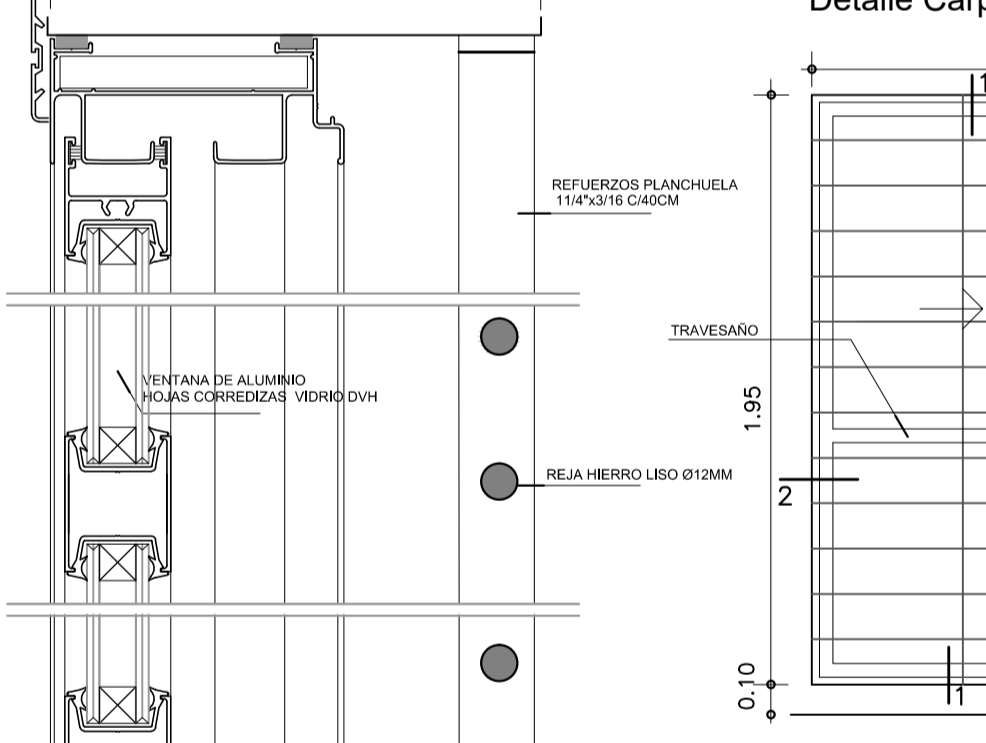 Detalle Carp
1
REFUERZOS PLANCHUELA
11/4"x3/16 C/40CM
TRAVESAÑO
VENTANA DE ALUMINIO
HOJAS CORREDIZAS VIDRIO DVH
1.95
REJA HIERRO LISO Ø12MM
2
0.10
1